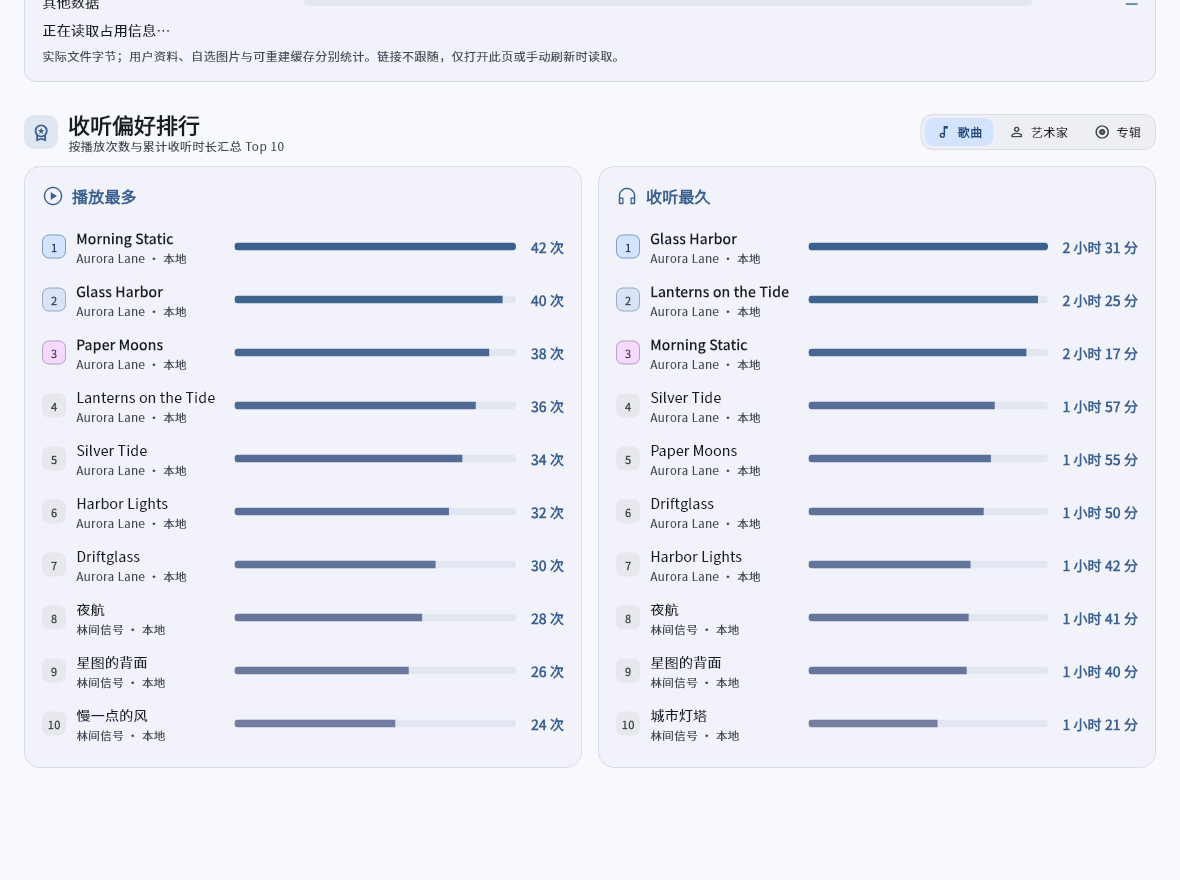 其他数据
—
正在读取占用信息…
实际文件字节；用户资料、自选图片与可重建缓存分别统计。链接不跟随，仅打开此页或手动刷新时读取。
收听偏好排行
按播放次数与累计收听时长汇总 Top 10
歌曲
艺术家
专辑
播放最多
1
Morning Static
Aurora Lane • 本地
42 次
2
Glass Harbor
Aurora Lane • 本地
40 次
3
Paper Moons
Aurora Lane • 本地
38 次
4
Lanterns on the Tide
Aurora Lane • 本地
36 次
5
Silver Tide
Aurora Lane • 本地
34 次
6
Harbor Lights
Aurora Lane • 本地
32 次
7
Driftglass
Aurora Lane • 本地
30 次
8
夜航
林间信号 • 本地
28 次
9
星图的背面
林间信号 • 本地
26 次
10
慢一点的风
林间信号 • 本地
24 次
收听最久
1
Glass Harbor
Aurora Lane • 本地
2 小时 31 分
2
Lanterns on the Tide
Aurora Lane • 本地
2 小时 25 分
3
Morning Static
Aurora Lane • 本地
2 小时 17 分
4
Silver Tide
Aurora Lane • 本地
1 小时 57 分
5
Paper Moons
Aurora Lane • 本地
1 小时 55 分
6
Driftglass
Aurora Lane • 本地
1 小时 50 分
7
Harbor Lights
Aurora Lane • 本地
1 小时 42 分
8
夜航
林间信号 • 本地
1 小时 41 分
9
星图的背面
林间信号 • 本地
1 小时 40 分
10
城市灯塔
林间信号 • 本地
1 小时 21 分